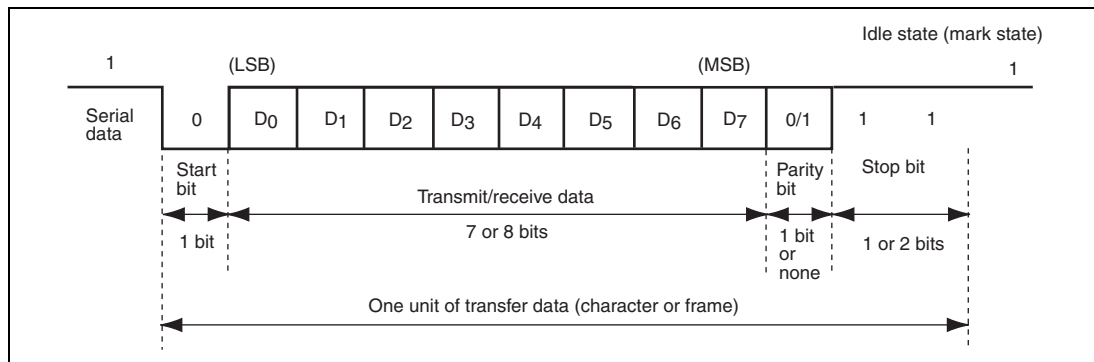 Idle state (mark state)
1 (LSB) (MSB) 1
Serial data 0 D0 D1 D2 D3 D4 D5 D6 D7 0/1 1 1
Start bit Parity bit Stop bit
Transmit/receive data
1 bit 7 or 8 bits 1 bit or none 1 or 2 bits
One unit of transfer data (character or frame)